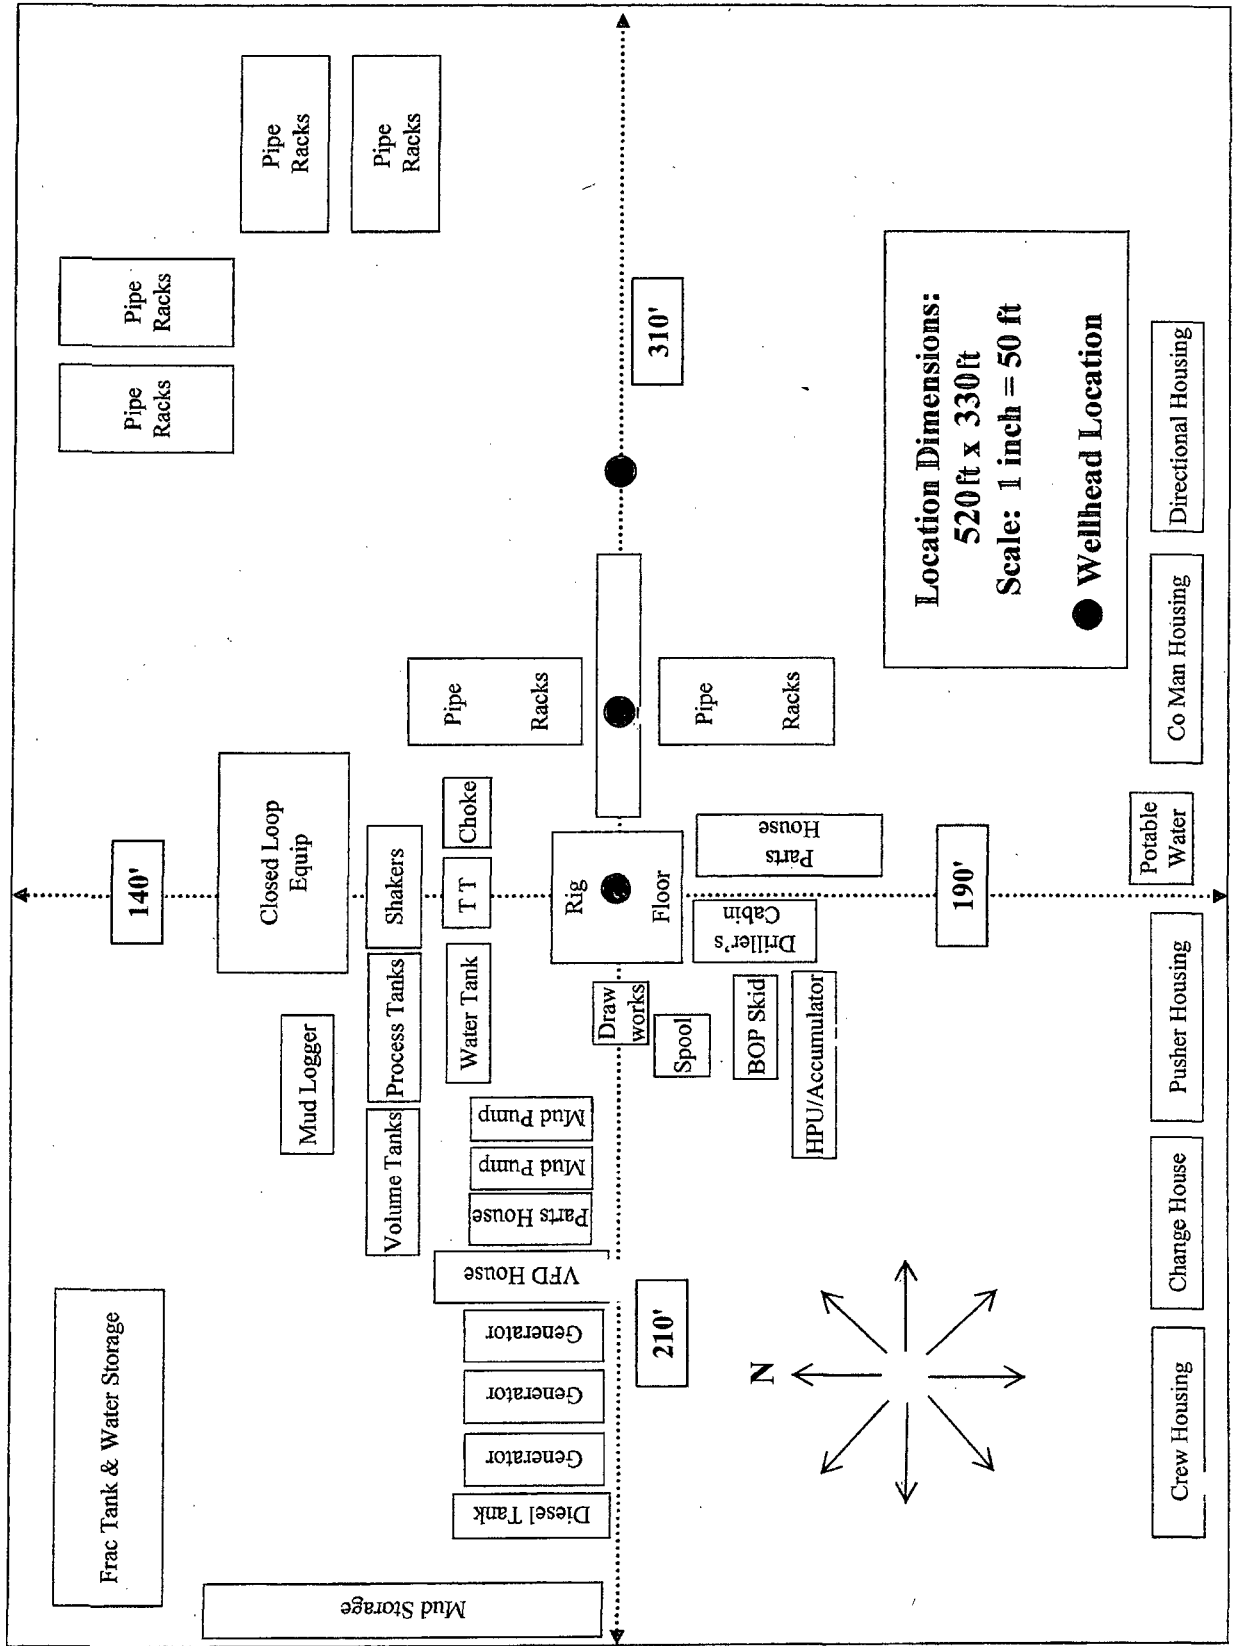 Frac Tank & Water Storage
Mud Storage
Diesel Tank
Generator
Generator
Generator
VFD House
Parts House
Mud Pump
Mud Pump
Volume Tanks
Process Tanks
Shakers
Mud Logger
Closed Loop
Equip
Water Tank
T T
Choke
140'
Pipe
Racks
Pipe
Racks
Pipe
Racks
Pipe
Racks
Pipe
Racks
Pipe
Racks
Rig
Floor
Draw
works
Spool
BOP Skid
HPU/Accumulator
Driller's
Cabin
Parts
House
210'
310'
190'
N
Location Dimensions:
520ft x 330ft
Scale: 1 inch = 50 ft
Wellhead Location
Crew Housing
Change House
Pusher Housing
Potable
Water
Co Man Housing
Directional Housing